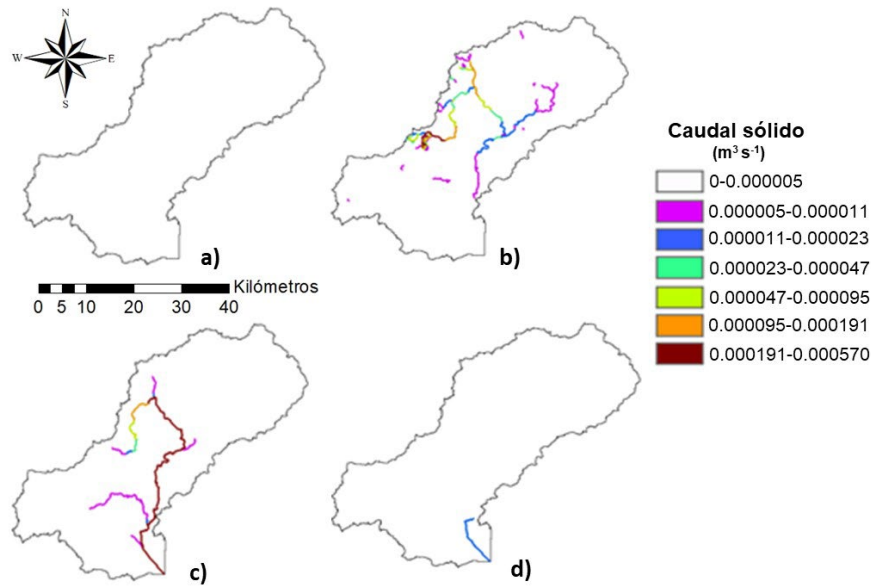 N
W
E
S
a)
b)
Kilómetros
0 5 10 20 30 40
Caudal sólido
(m³ s⁻¹)
0-0.000005
0.000005-0.000011
0.000011-0.000023
0.000023-0.000047
0.000047-0.000095
0.000095-0.000191
0.000191-0.000570
c)
d)